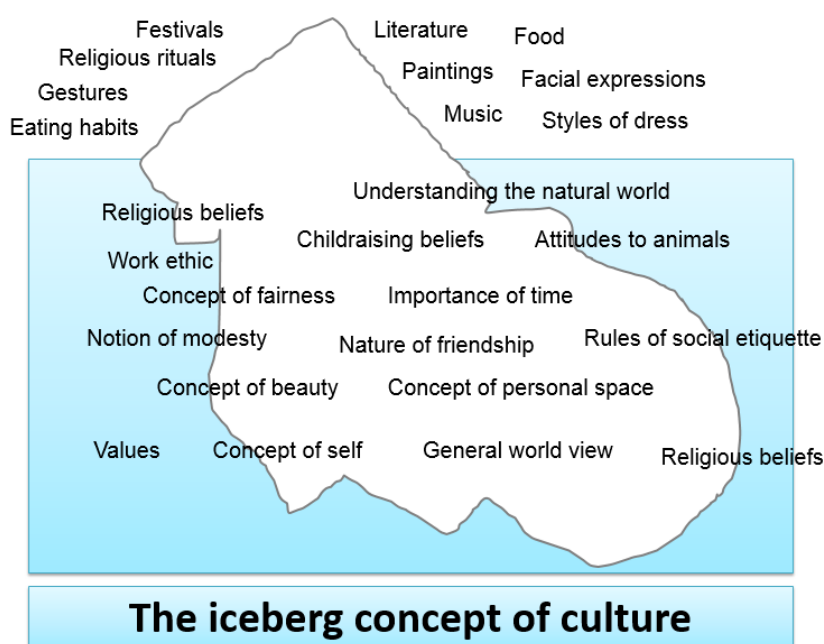 Festivals
Literature
Food
Religious rituals
Paintings
Facial expressions
Gestures
Music
Styles of dress
Eating habits
Understanding the natural world
Religious beliefs
Childraising beliefs
Attitudes to animals
Work ethic
Concept of fairness
Importance of time
Notion of modesty
Nature of friendship
Rules of social etiquette
Concept of beauty
Concept of personal space
Values
Concept of self
General world view
Religious beliefs
The iceberg concept of culture